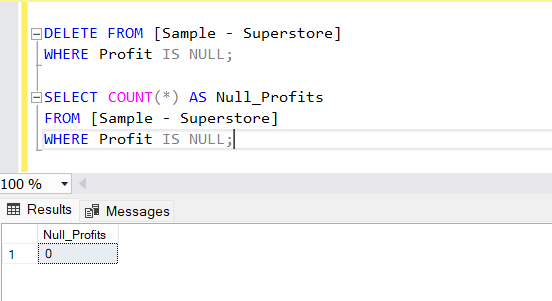 DELETE FROM [Sample - Superstore]
WHERE Profit IS NULL;
SELECT COUNT(*) AS Null_Profits
FROM [Sample - Superstore]
WHERE Profit IS NULL;
100 %
Results Messages
Null_Profits
1 0